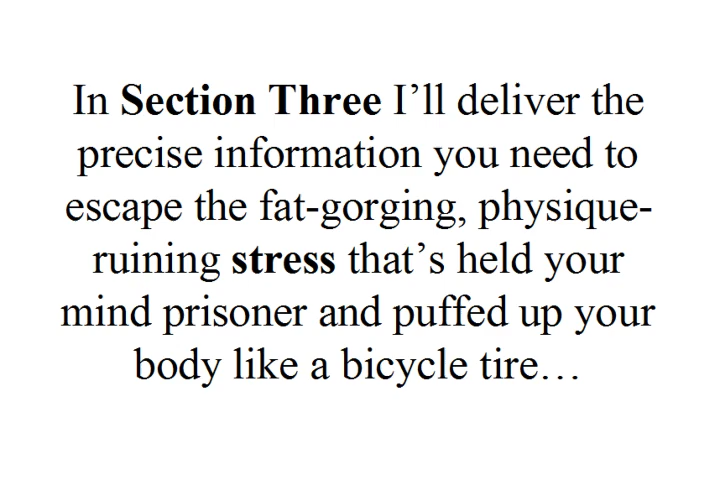 In Section Three I’ll deliver the
precise information you need to
escape the fat-gorging, physique-
ruining stress that’s held your
mind prisoner and puffed up your
body like a bicycle tire…